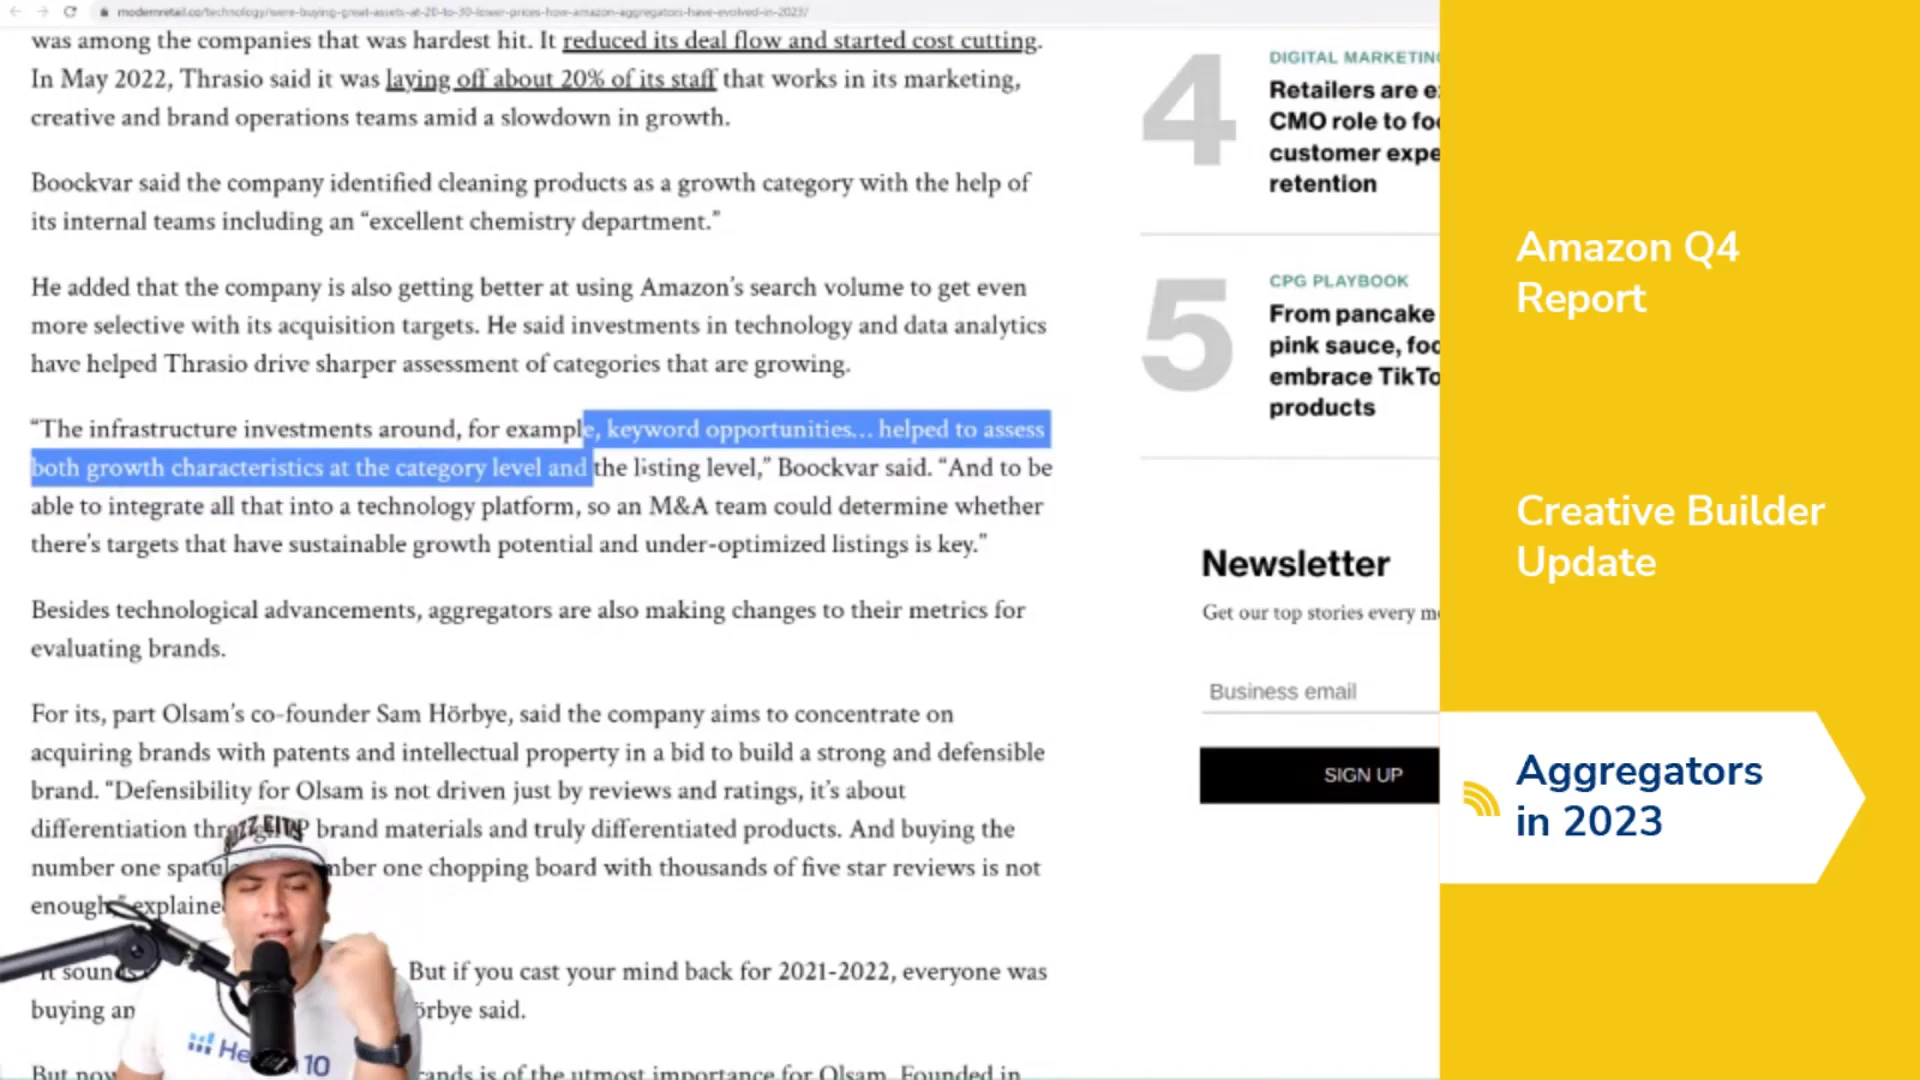 modernretail.co/technology/were-buying-great-assets-at-20-to-30-lower-prices-how-amazon-aggregators-have-evolved-in-2023/
was among the companies that was hardest hit. It reduced its deal flow and started cost cutting.
In May 2022, Thrasio said it was laying off about 20% of its staff that works in its marketing,
creative and brand operations teams amid a slowdown in growth.
Boockvar said the company identified cleaning products as a growth category with the help of
its internal teams including an “excellent chemistry department.”
He added that the company is also getting better at using Amazon’s search volume to get even
more selective with its acquisition targets. He said investments in technology and data analytics
have helped Thrasio drive sharper assessment of categories that are growing.
“The infrastructure investments around, for example, keyword opportunities… helped to assess
both growth characteristics at the category level and the listing level,” Boockvar said. “And to be
able to integrate all that into a technology platform, so an M&A team could determine whether
there’s targets that have sustainable growth potential and under-optimized listings is key.”
Besides technological advancements, aggregators are also making changes to their metrics for
evaluating brands.
For its, part Olsam’s co-founder Sam Hörbye, said the company aims to concentrate on
acquiring brands with patents and intellectual property in a bid to build a strong and defensible
brand. “Defensibility for Olsam is not driven just by reviews and ratings, it’s about
differentiation brand materials and truly differentiated products. And buying the
number one chopping board with thousands of five star reviews is not
enough,”
But if you cast your mind back for 2021-2022, everyone was
buying said.
But now is of the utmost importance for Olsam. Founded in
4
DIGITAL MARKETING
Retailers are
CMO role to
customer
retention
5
CPG PLAYBOOK
From pancake
pink sauce,
embrace
products
Newsletter
Get our top stories every
Business email
SIGN UP
Amazon Q4
Report
Creative Builder
Update
Aggregators
in 2023
10